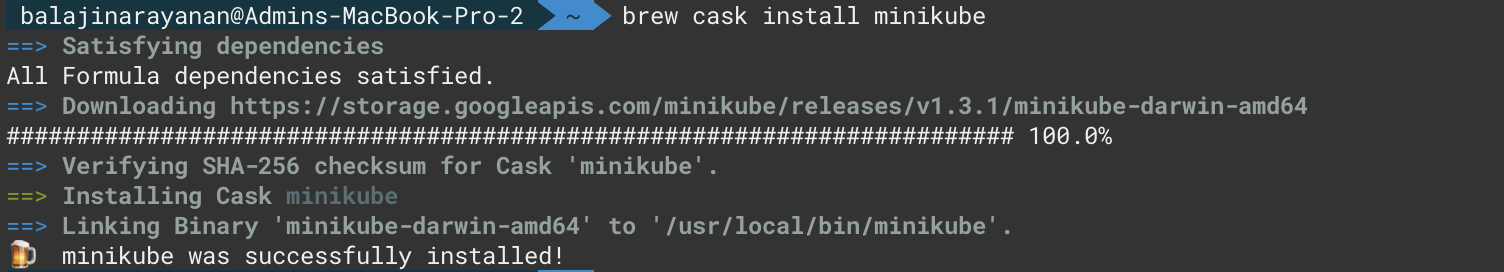 balajinarayanan@Admins-MacBook-Pro-2 ~ brew cask install minikube
==> Satisfying dependencies
All Formula dependencies satisfied.
==> Downloading https://storage.googleapis.com/minikube/releases/v1.3.1/minikube-darwin-amd64
######################################################################## 100.0%
==> Verifying SHA-256 checksum for Cask 'minikube'.
==> Installing Cask minikube
==> Linking Binary 'minikube-darwin-amd64' to '/usr/local/bin/minikube'.
🍺 minikube was successfully installed!